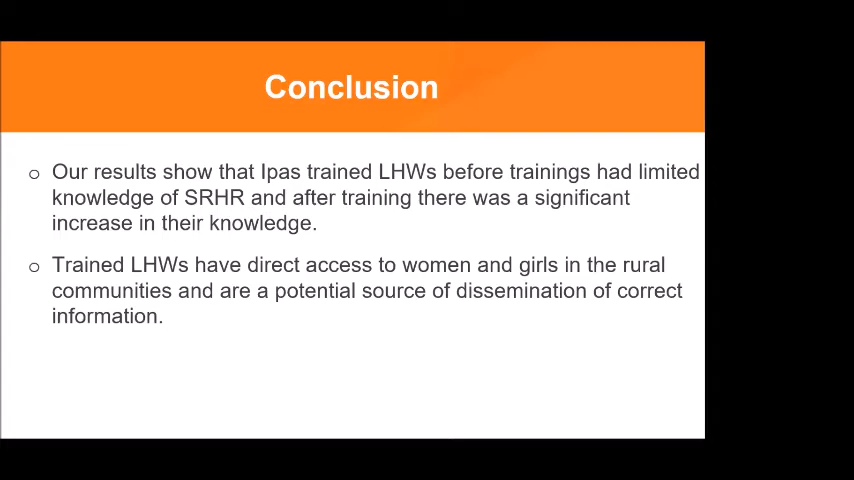 Conclusion
o Our results show that Ipas trained LHWs before trainings had limited
knowledge of SRHR and after training there was a significant
increase in their knowledge.
o Trained LHWs have direct access to women and girls in the rural
communities and are a potential source of dissemination of correct
information.